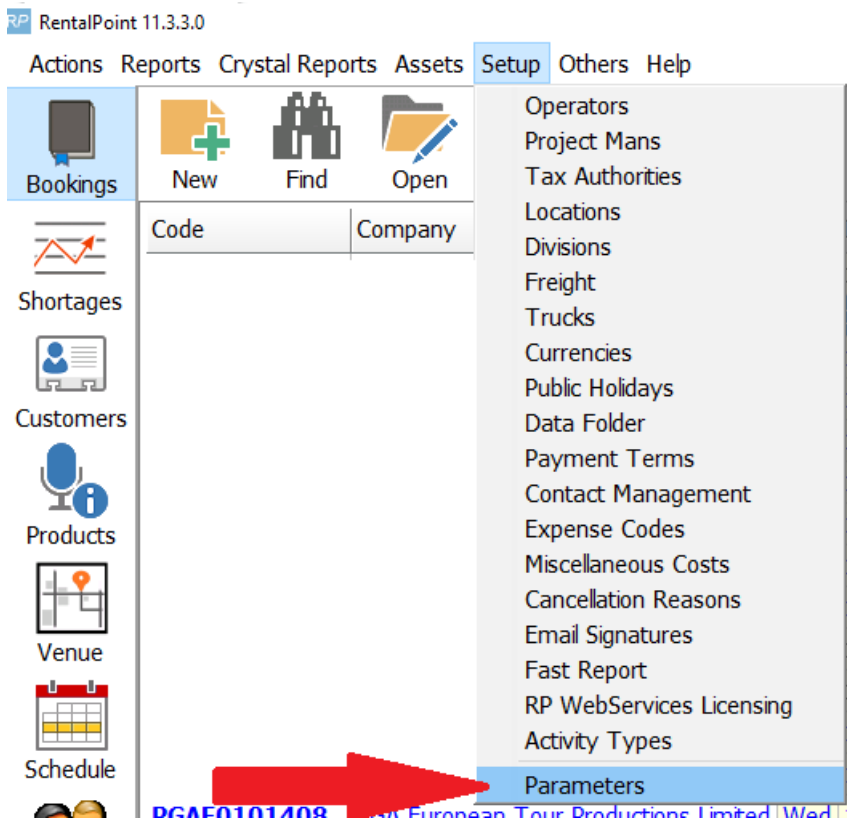 RP RentalPoint 11.3.3.0
Actions Reports Crystal Reports Assets Setup Others Help
Bookings
New Find Open
Code Company
Shortages
Customers
Products
Venue
Schedule
Operators
Project Mans
Tax Authorities
Locations
Divisions
Freight
Trucks
Currencies
Public Holidays
Data Folder
Payment Terms
Contact Management
Expense Codes
Miscellaneous Costs
Cancellation Reasons
Email Signatures
Fast Report
RP WebServices Licensing
Activity Types
Parameters
PGAE0101408 GA European Tour Productions Limited Wed